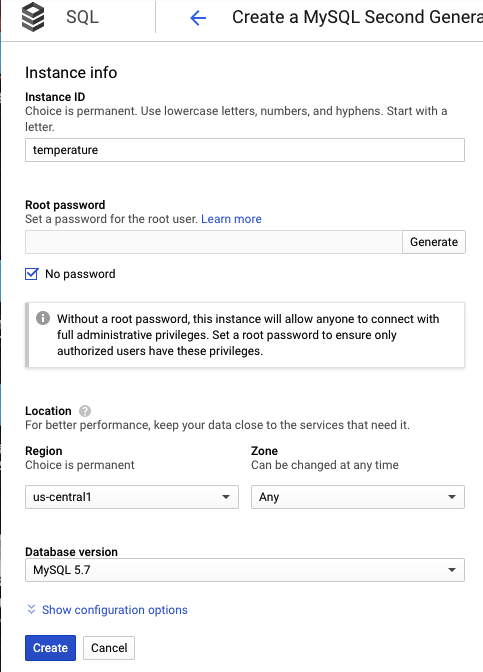 SQL Create a MySQL Second Genera
Instance info
Instance ID
Choice is permanent. Use lowercase letters, numbers, and hyphens. Start with a
letter.
temperature
Root password
Set a password for the root user. Learn more
Generate
No password
Without a root password, this instance will allow anyone to connect with
full administrative privileges. Set a root password to ensure only
authorized users have these privileges.
Location ?
For better performance, keep your data close to the services that need it.
Region Zone
Choice is permanent Can be changed at any time
us-central1 Any
Database version
MySQL 5.7
Show configuration options
Create Cancel